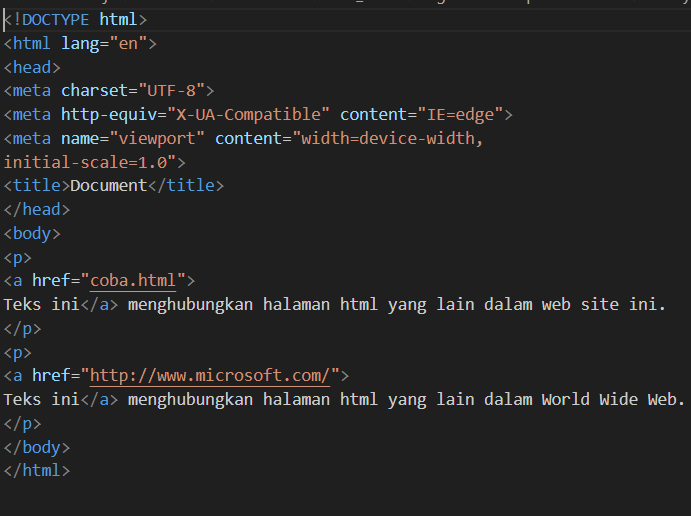 <!DOCTYPE html>
<html lang="en">
<head>
<meta charset="UTF-8">
<meta http-equiv="X-UA-Compatible" content="IE=edge">
<meta name="viewport" content="width=device-width,
initial-scale=1.0">
<title>Document</title>
</head>
<body>
<p>
<a href="coba.html">
Teks ini</a> menghubungkan halaman html yang lain dalam web site ini.
</p>
<p>
<a href="http://www.microsoft.com/">
Teks ini</a> menghubungkan halaman html yang lain dalam World Wide Web.
</p>
</body>
</html>